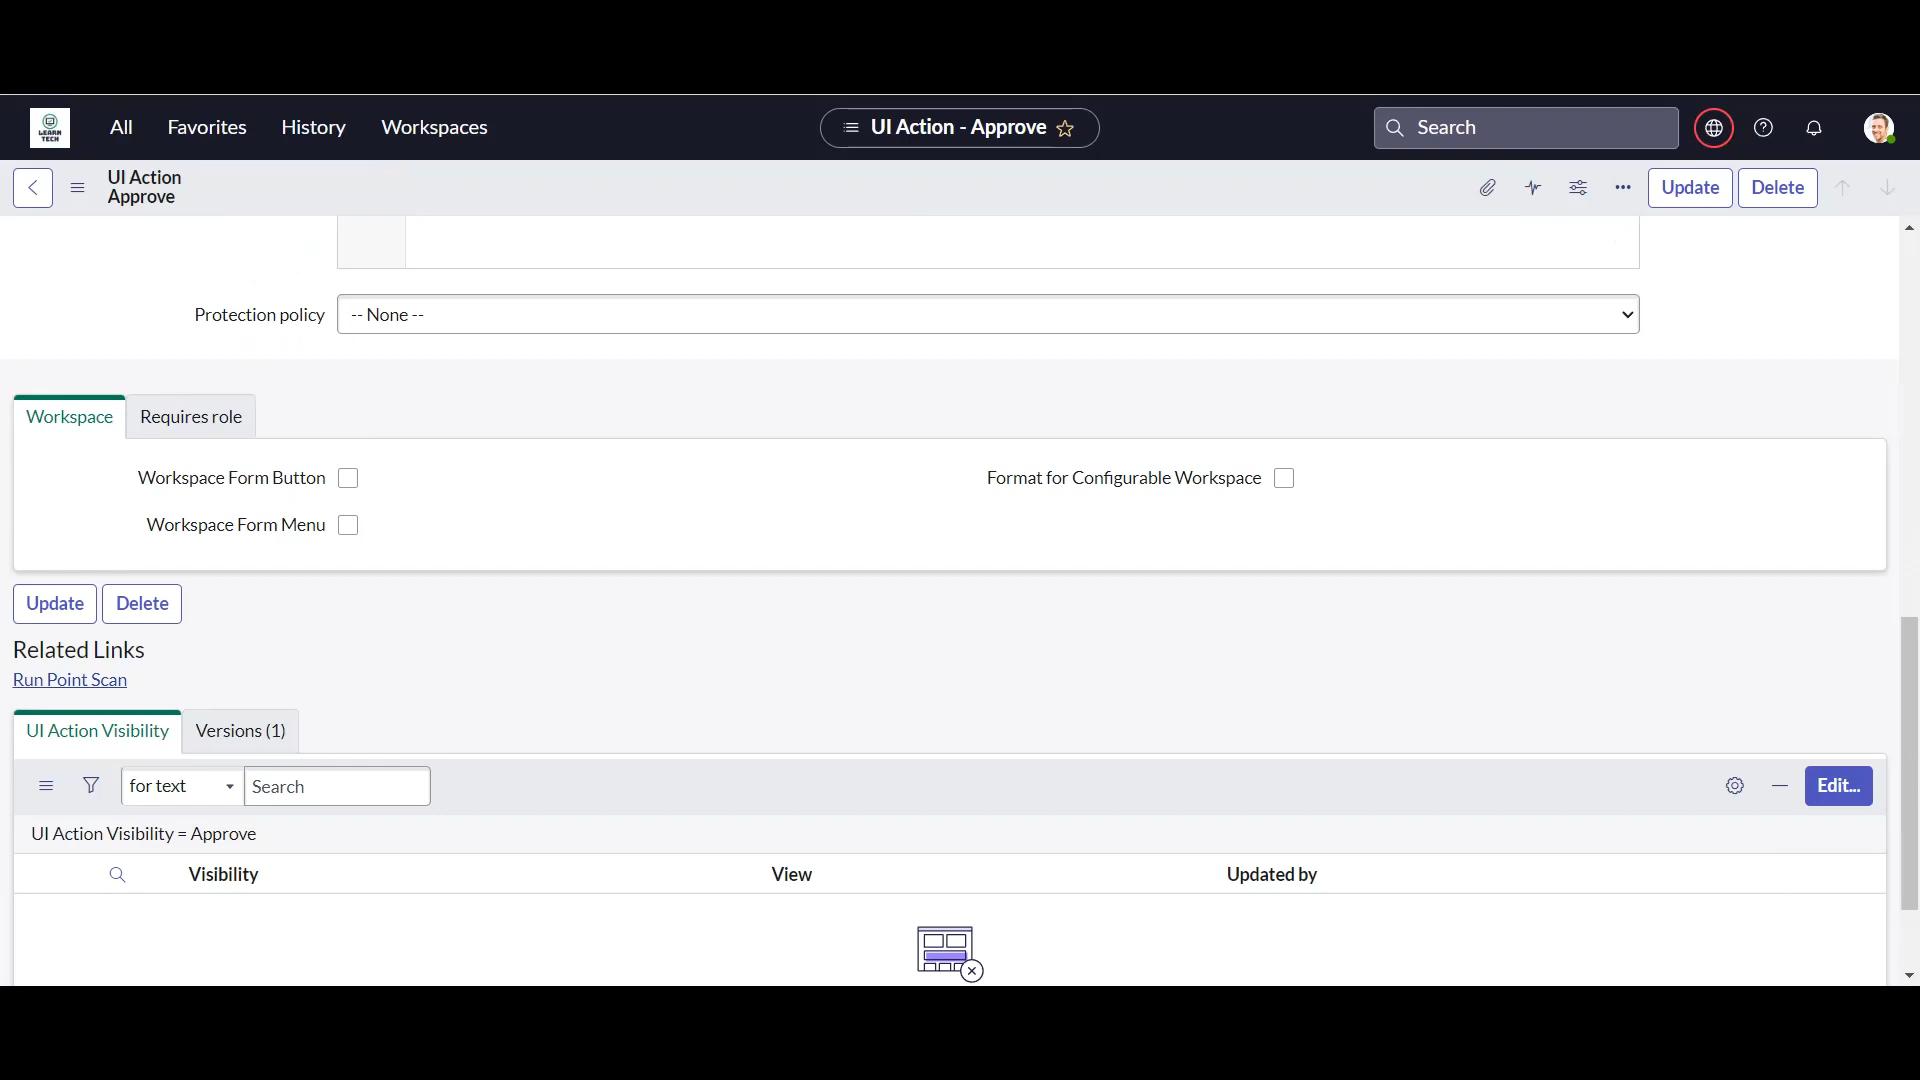 LEARN
TECH
All Favorites History Workspaces
UI Action - Approve
Search
UI Action
Approve
Update Delete
Protection policy -- None --
Workspace Requires role
Workspace Form Button Format for Configurable Workspace
Workspace Form Menu
Update Delete
Related Links
Run Point Scan
UI Action Visibility Versions (1)
for text Search Edit...
UI Action Visibility = Approve
Visibility View Updated by